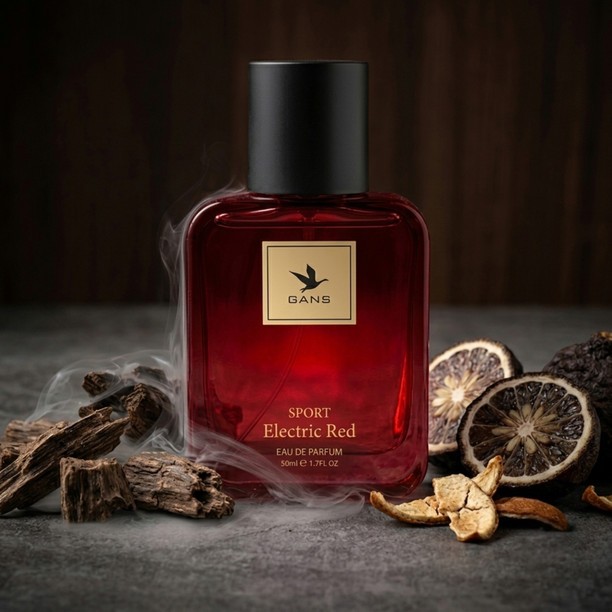 GANS
SPORT
Electric Red
EAU DE PARFUM
50ml e 1.7FL OZ